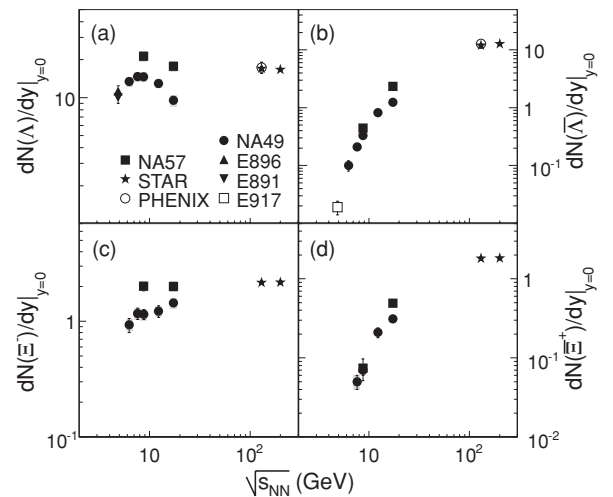 (a)
(b)
dN(Λ)/dy|y=0
dN(Λ̅)/dy|y=0
10
10
1
10⁻¹
NA49
NA57
E896
STAR
E891
PHENIX
E917
(c)
(d)
dN(Ξ⁻)/dy|y=0
dN(Ξ̅⁺)/dy|y=0
1
10⁻¹
1
10⁻¹
10⁻²
10
10²
10
10²
√sNN (GeV)